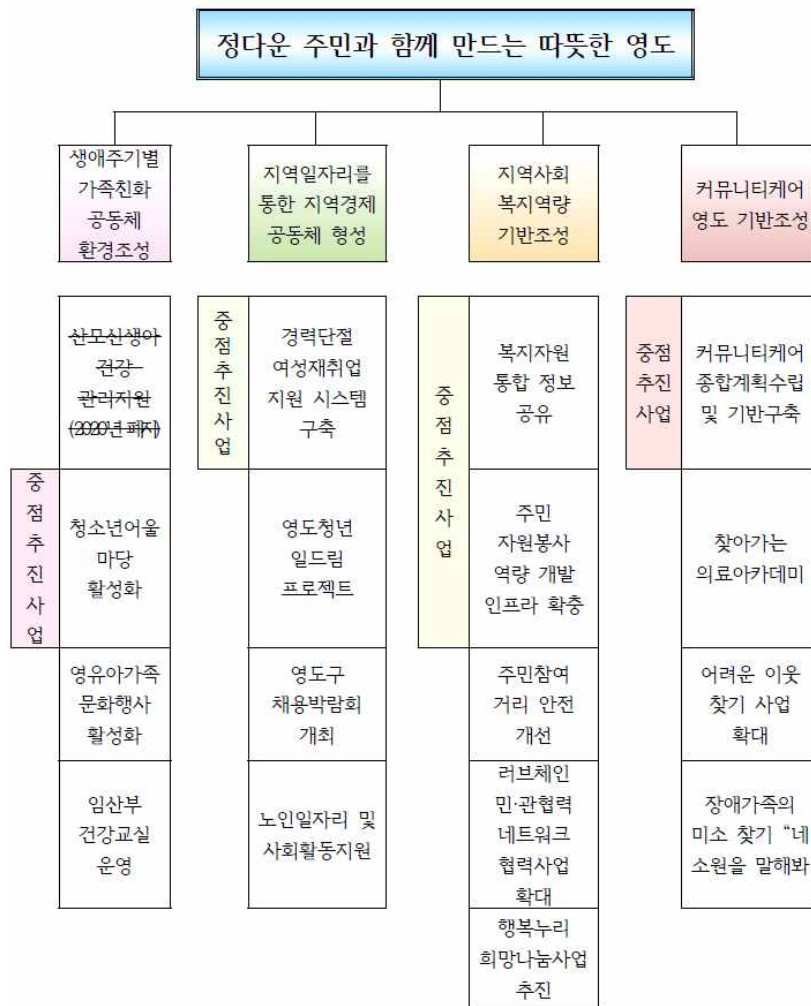 정다운 주민과 함께 만드는 따뜻한 영도
생애주기별
가족친화
공동체
환경조성
지역일자리를
통한 지역경제
공동체 형성
지역사회
복지역량
기반조성
커뮤니티케어
영도 기반조성
산모신생아
건강
관리지원
(2020년 폐지)
중
점
추
진
사
업
청소년어울
마당
활성화
영유아가족
문화행사
활성화
임산부
건강교실
운영
중
점
추
진
사
업
경력단절
여성재취업
지원 시스템
구축
영도청년
일드림
프로젝트
영도구
채용박람회
개최
노인일자리 및
사회활동지원
중
점
추
진
사
업
복지자원
통합 정보
공유
주민
자원봉사
역량 개발
인프라 확충
주민참여
거리 안전
개선
러브체인
민·관협력
네트워크
협력사업
확대
행복누리
희망나눔사업
추진
중점
추진
사업
커뮤니티케어
종합계획수립
및 기반구축
찾아가는
의료아카데미
어려운 이웃
찾기 사업
확대
장애가족의
미소 찾기 “네
소원을 말해봐